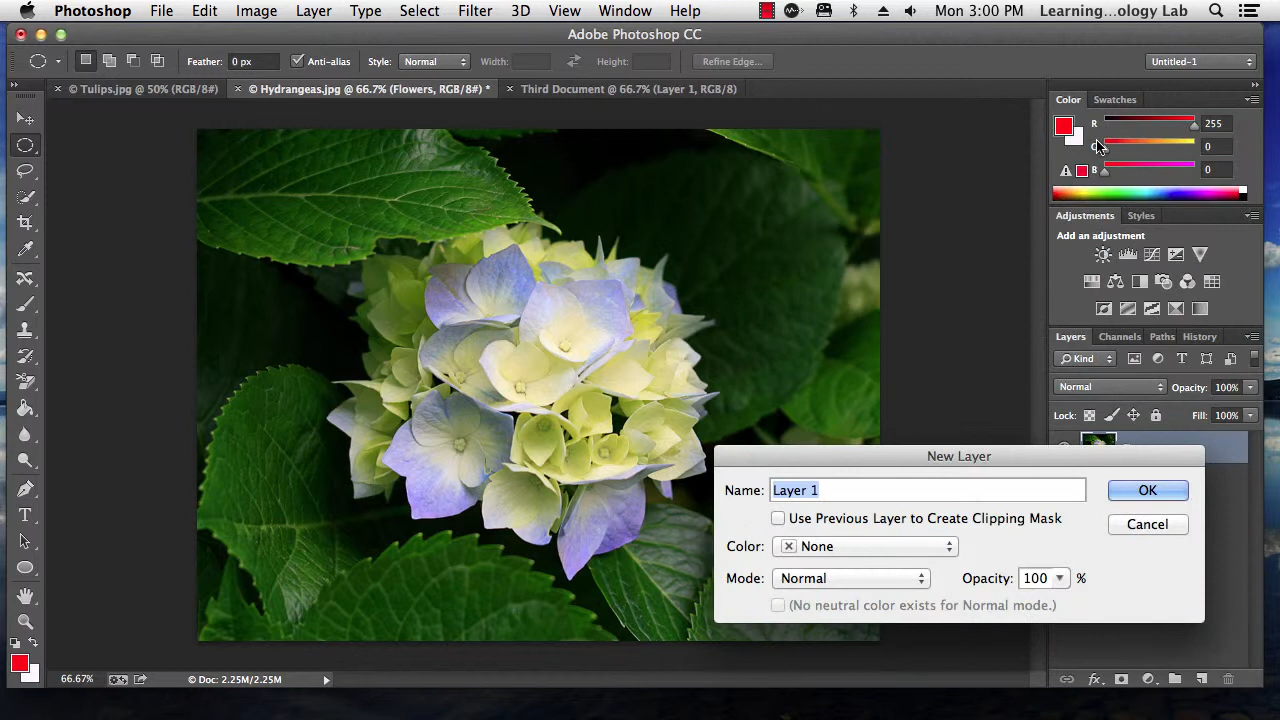 Photoshop File Edit Image Layer Type Select Filter 3D View Window Help Mon 3:00 PM Learning...ology Lab
Adobe Photoshop CC
Feather: 0 px Anti-alias Style: Normal Width: Height: Refine Edge... Untitled-1
© Tulips.jpg @ 50% (RGB/8#) © Hydrangeas.jpg @ 66.7% (Flowers, RGB/8#) * Third Document @ 66.7% (Layer 1, RGB/8)
Color Swatches
R 255
0
B 0
Adjustments Styles
Add an adjustment
Layers Channels Paths History
Kind
Normal Opacity: 100%
Lock: Fill: 100%
New Layer
Name: Layer 1 OK
Use Previous Layer to Create Clipping Mask Cancel
Color: None
Mode: Normal Opacity: 100 %
(No neutral color exists for Normal mode.)
66.67% © Doc: 2.25M/2.25M